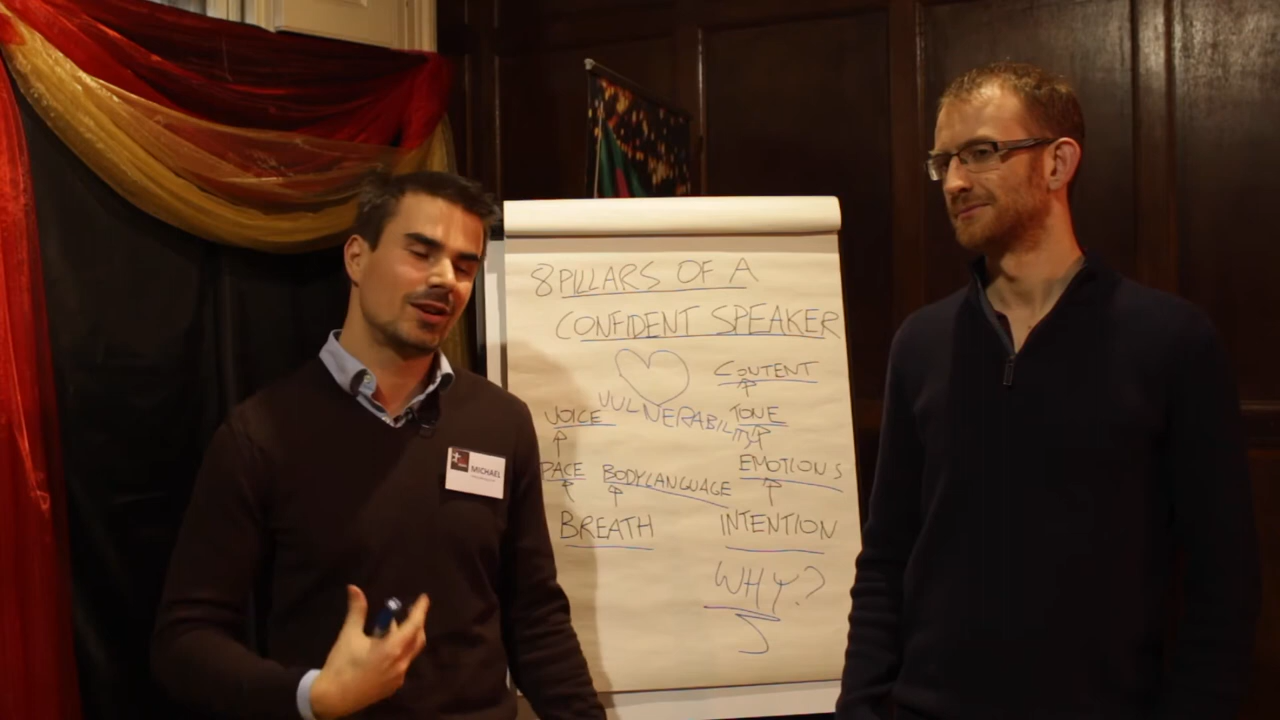 8 PILLARS OF A
CONFIDENT SPEAKER
CONTENT
VULNERABILITY
VOICE
TONE
PACE
BODYLANGUAGE
EMOTIONS
BREATH
INTENTION
WHY?
MICHAEL